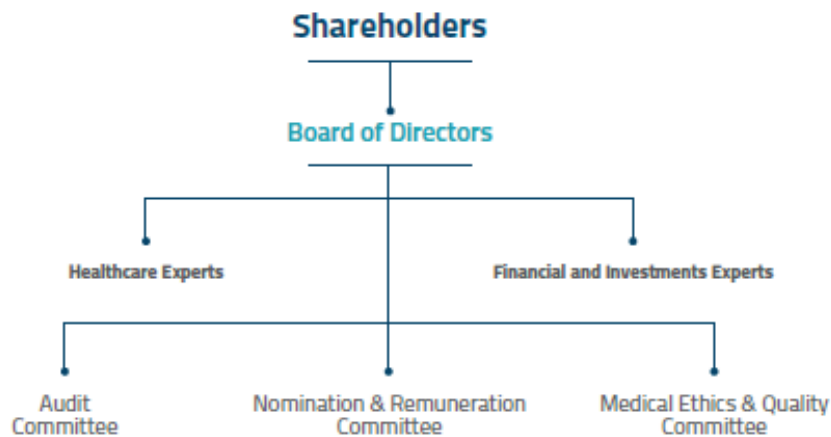 Shareholders
Board of Directors
Healthcare Experts
Financial and Investments Experts
Audit
Committee
Nomination & Remuneration
Committee
Medical Ethics & Quality
Committee